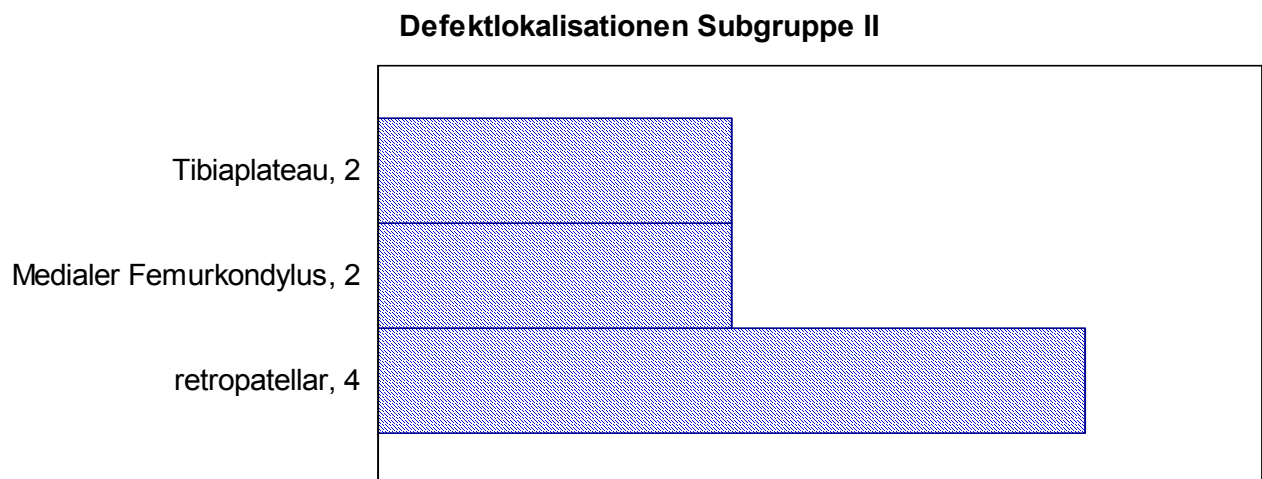 Defektlokalisationen Subgruppe II
Tibiaplateau, 2
Medialer Femurkondylus, 2
retropatellar, 4